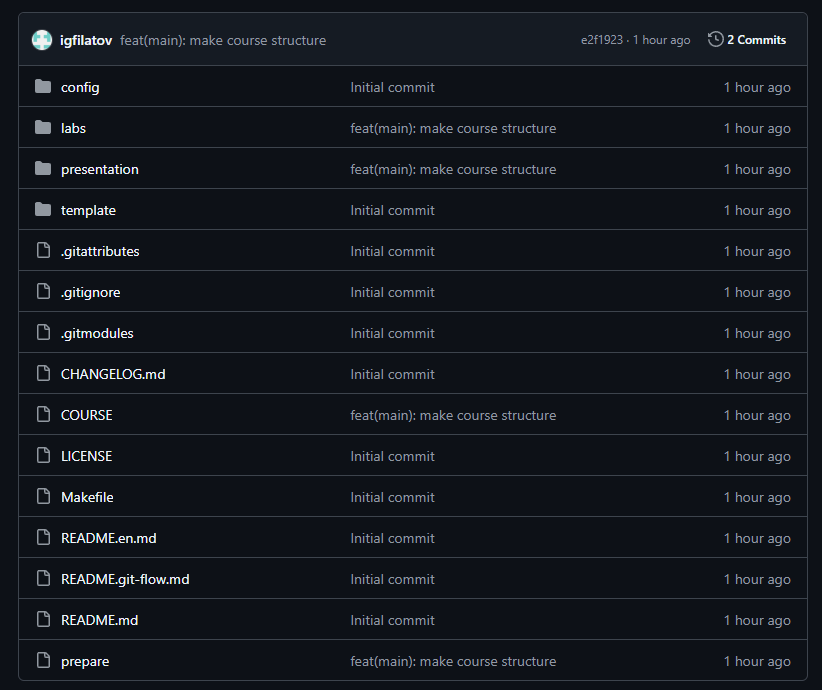 igfilatov feat(main): make course structure e2f1923 · 1 hour ago 2 Commits
config Initial commit 1 hour ago
labs feat(main): make course structure 1 hour ago
presentation feat(main): make course structure 1 hour ago
template Initial commit 1 hour ago
.gitattributes Initial commit 1 hour ago
.gitignore Initial commit 1 hour ago
.gitmodules Initial commit 1 hour ago
CHANGELOG.md Initial commit 1 hour ago
COURSE feat(main): make course structure 1 hour ago
LICENSE Initial commit 1 hour ago
Makefile Initial commit 1 hour ago
README.en.md Initial commit 1 hour ago
README.git-flow.md Initial commit 1 hour ago
README.md Initial commit 1 hour ago
prepare feat(main): make course structure 1 hour ago